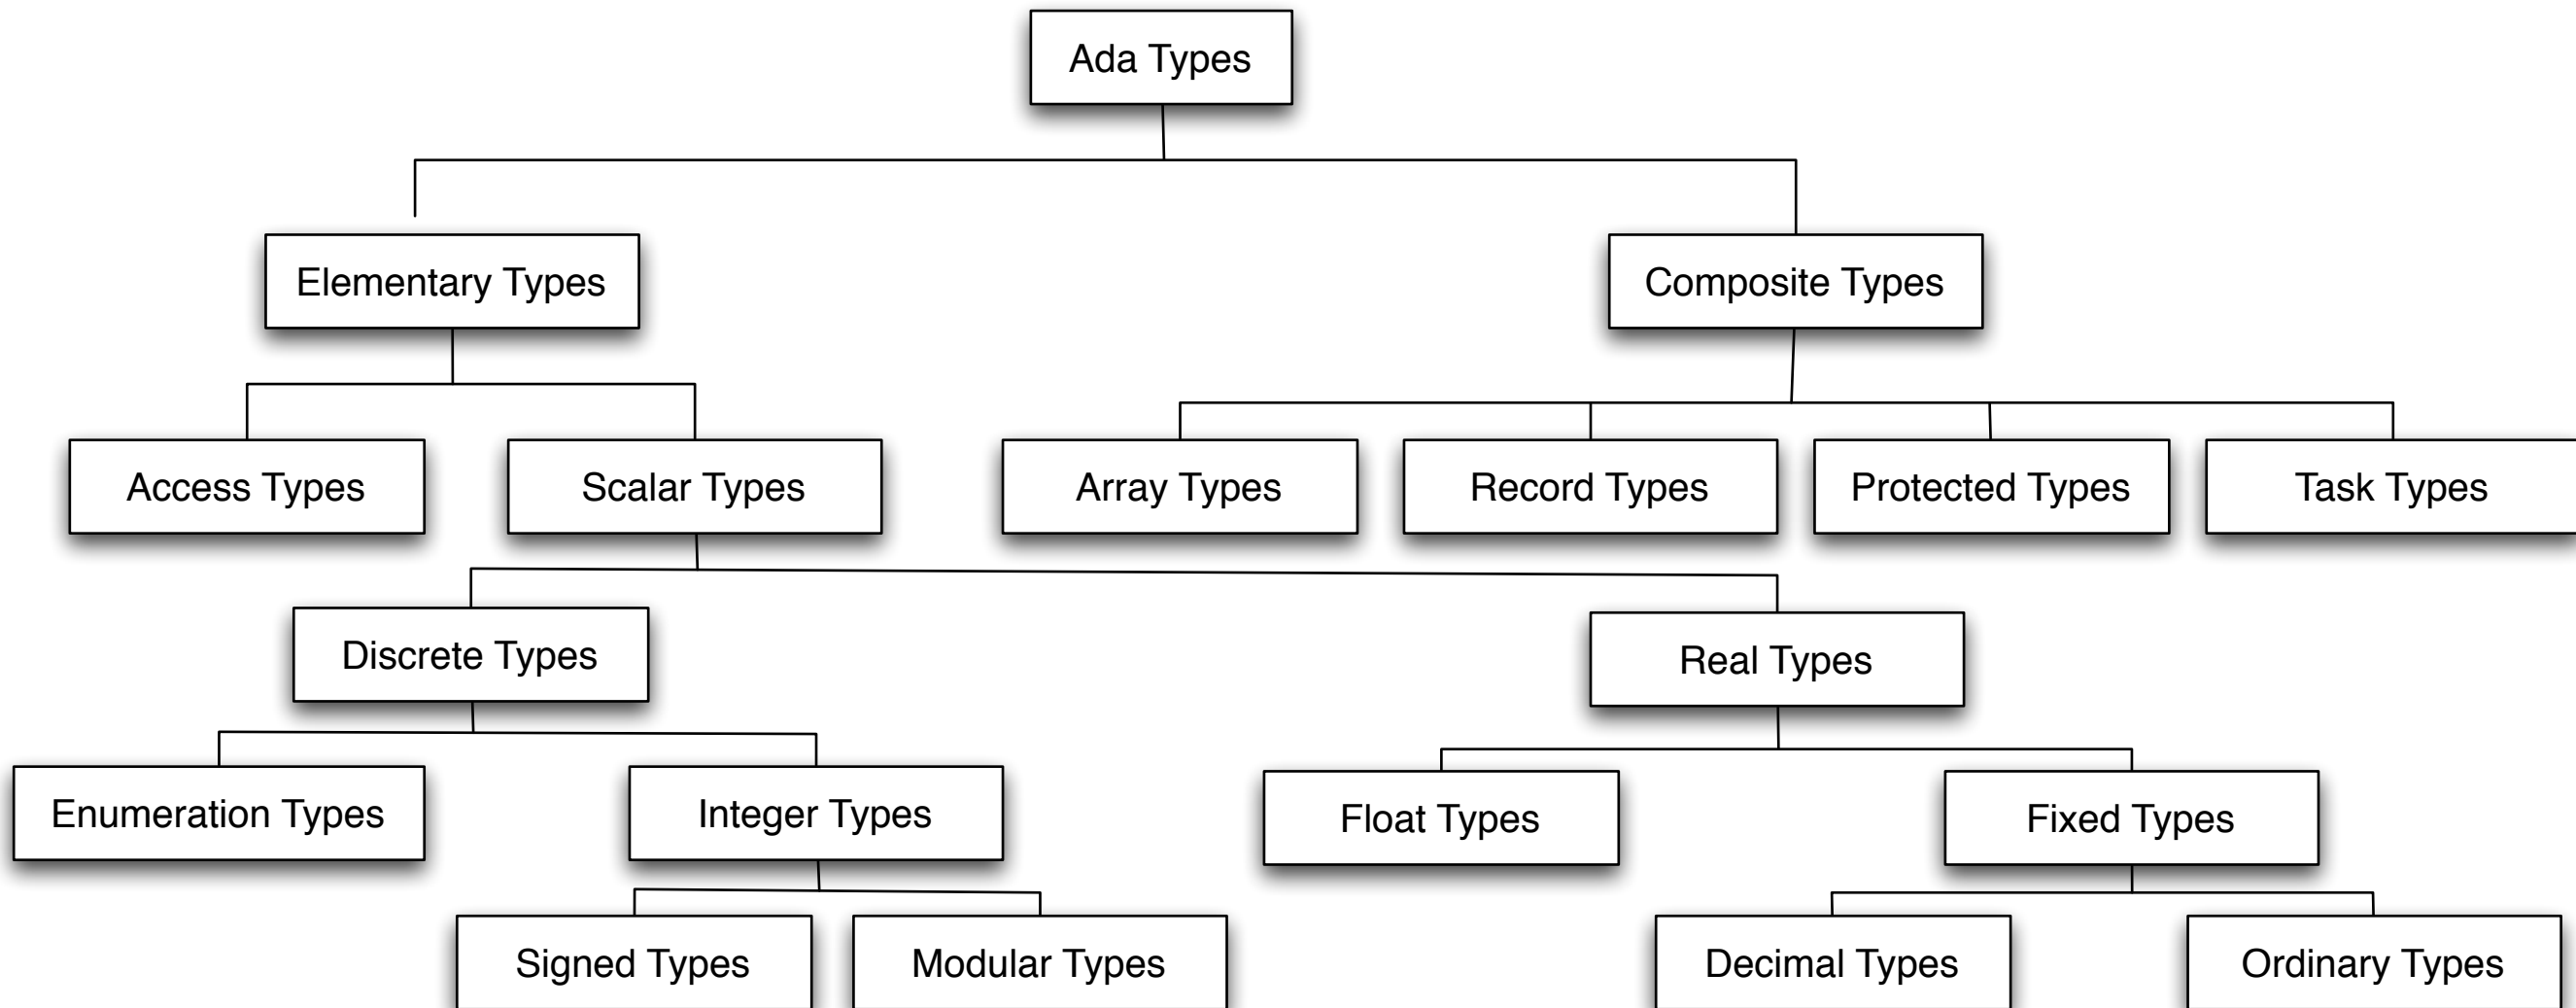 Ada Types
Elementary Types
Composite Types
Access Types
Scalar Types
Array Types
Record Types
Protected Types
Task Types
Discrete Types
Real Types
Enumeration Types
Integer Types
Float Types
Fixed Types
Signed Types
Modular Types
Decimal Types
Ordinary Types